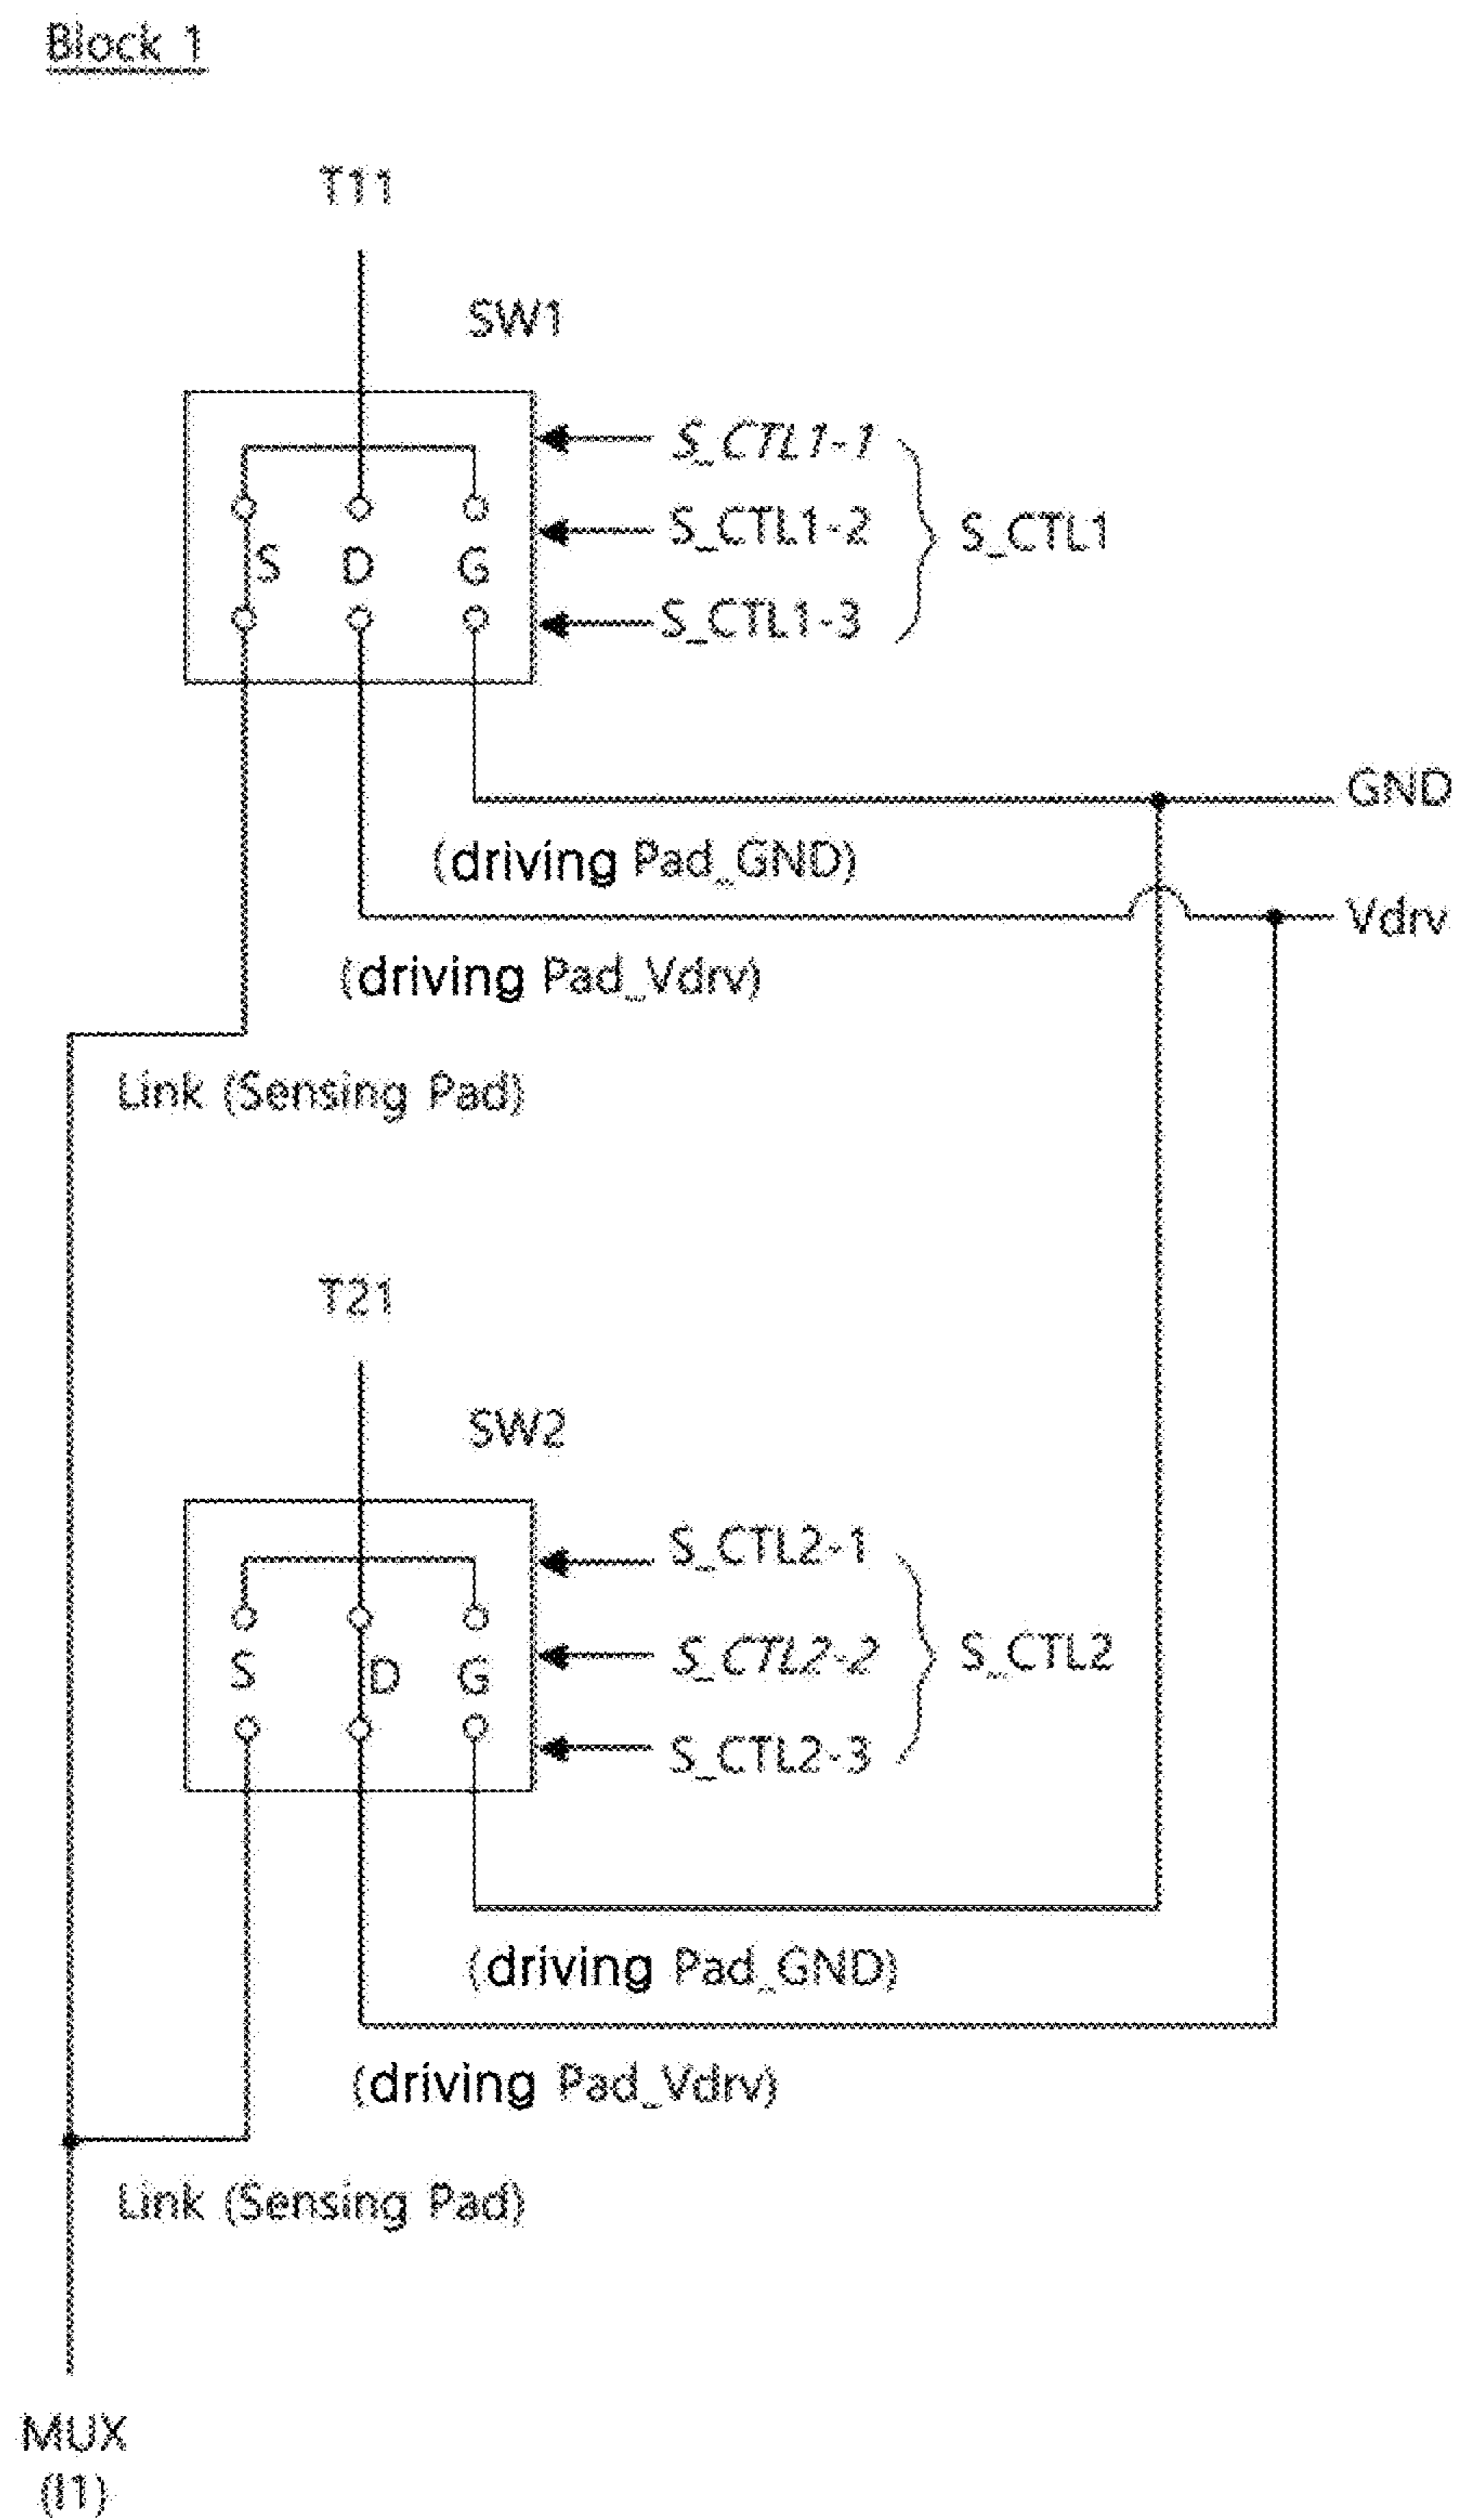 Block 1
T11
SW1
S_CTL1-1
S_CTL1-2
S_CTL1
S D G
S_CTL1-3
GND
(driving Pad_GND)
Vdrv
(driving Pad_Vdrv)
Link (Sensing Pad)
T21
SW2
S_CTL2-1
S_CTL2-2
S_CTL2
S D G
S_CTL2-3
(driving Pad_GND)
(driving Pad_Vdrv)
Link (Sensing Pad)
MUX
(I1)